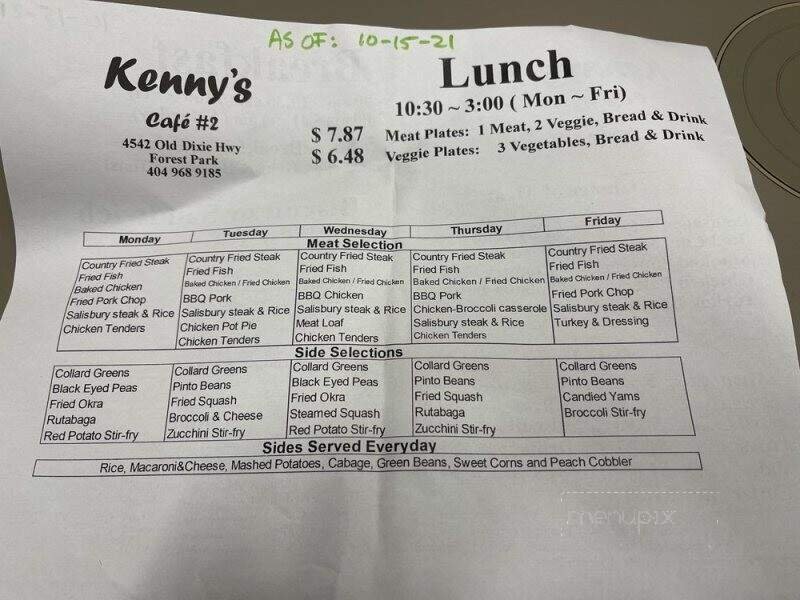 AS OF: 10-15-21
Kenny's
Café #2
4542 Old Dixie Hwy
Forest Park
404 968 9185
Lunch
10:30 ~ 3:00 ( Mon ~ Fri)
$ 7.87 Meat Plates: 1 Meat, 2 Veggie, Bread & Drink
$ 6.48 Veggie Plates: 3 Vegetables, Bread & Drink
Monday Tuesday Wednesday Thursday Friday
Meat Selection
Country Fried Steak
Fried Fish
Baked Chicken
Fried Pork Chop
Salisbury steak & Rice
Chicken Tenders
Country Fried Steak
Fried Fish
Baked Chicken / Fried Chicken
BBQ Pork
Salisbury steak & Rice
Chicken Pot Pie
Chicken Tenders
Country Fried Steak
Fried Fish
Baked Chicken / Fried Chicken
BBQ Chicken
Salisbury steak & Rice
Meat Loaf
Chicken Tenders
Country Fried Steak
Fried Fish
Baked Chicken / Fried Chicken
BBQ Pork
Chicken-Broccoli casserole
Salisbury steak & Rice
Chicken Tenders
Country Fried Steak
Fried Fish
Baked Chicken / Fried Chicken
Fried Pork Chop
Salisbury steak & Rice
Turkey & Dressing
Side Selections
Collard Greens
Black Eyed Peas
Fried Okra
Rutabaga
Red Potato Stir-fry
Collard Greens
Pinto Beans
Fried Squash
Broccoli & Cheese
Zucchini Stir-fry
Collard Greens
Black Eyed Peas
Fried Okra
Steamed Squash
Red Potato Stir-fry
Collard Greens
Pinto Beans
Fried Squash
Rutabaga
Zucchini Stir-fry
Collard Greens
Pinto Beans
Candied Yams
Broccoli Stir-fry
Sides Served Everyday
Rice, Macaroni&Cheese, Mashed Potatoes, Cabage, Green Beans, Sweet Corns and Peach Cobbler
menupix